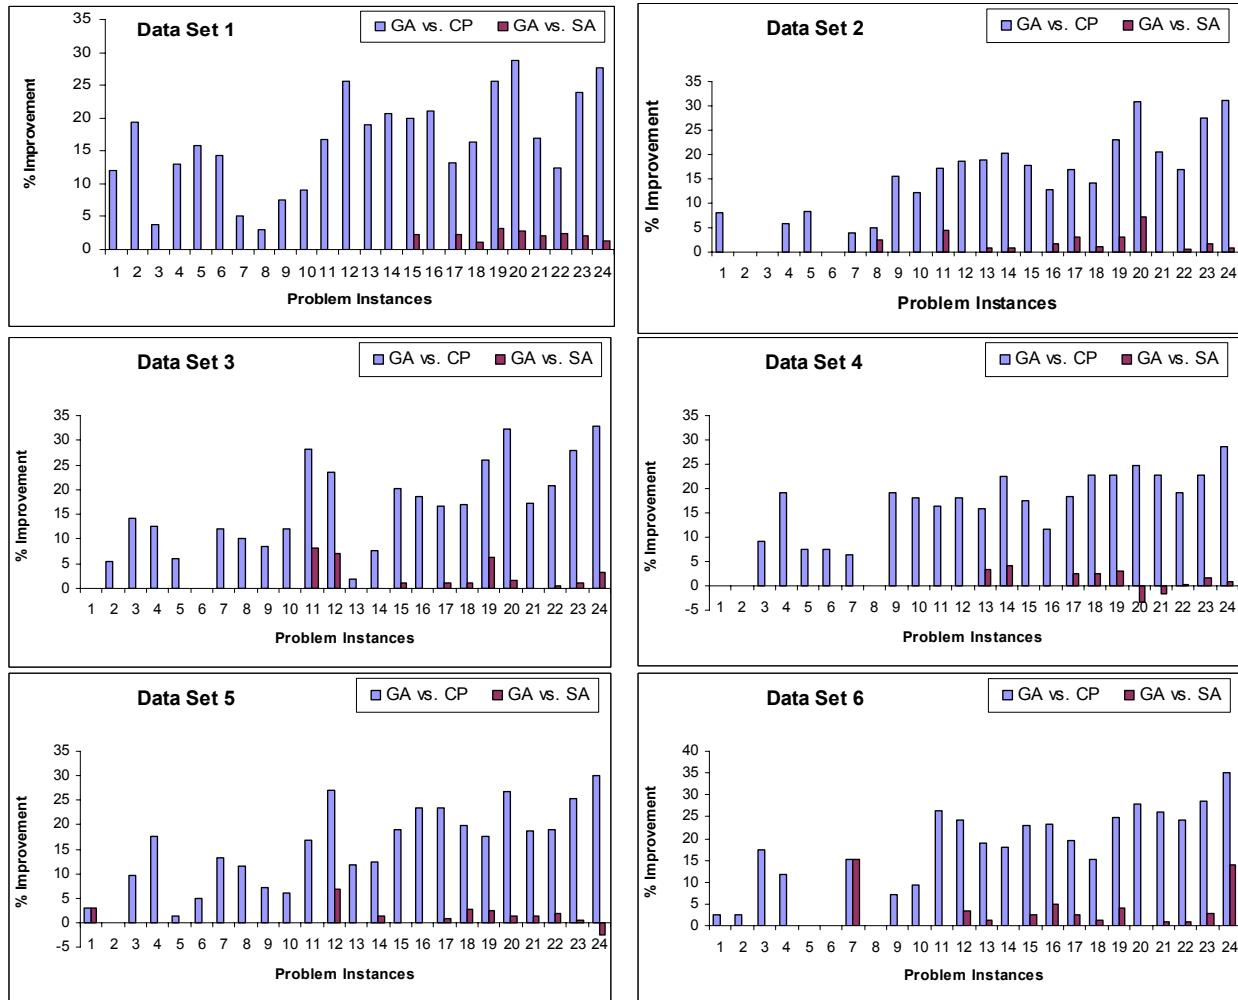 Data Set 1
GA vs. CP GA vs. SA
% Improvement
35
30
25
20
15
10
5
0
1 2 3 4 5 6 7 8 9 10 11 12 13 14 15 16 17 18 19 20 21 22 23 24
Problem Instances
Data Set 2
GA vs. CP GA vs. SA
% Improvement
35
30
25
20
15
10
5
0
1 2 3 4 5 6 7 8 9 10 11 12 13 14 15 16 17 18 19 20 21 22 23 24
Problem Instances
Data Set 3
GA vs. CP GA vs. SA
% Improvement
35
30
25
20
15
10
5
0
1 2 3 4 5 6 7 8 9 10 11 12 13 14 15 16 17 18 19 20 21 22 23 24
Problem Instances
Data Set 4
GA vs. CP GA vs. SA
% Improvement
35
30
25
20
15
10
5
0
-5
1 2 3 4 5 6 7 8 9 10 11 12 13 14 15 16 17 18 19 20 21 22 23 24
Problem Instances
Data Set 5
GA vs. CP GA vs. SA
% Improvement
35
30
25
20
15
10
5
0
-5
1 2 3 4 5 6 7 8 9 10 11 12 13 14 15 16 17 18 19 20 21 22 23 24
Problem Instances
Data Set 6
GA vs. CP GA vs. SA
% Improvement
40
35
30
25
20
15
10
5
0
1 2 3 4 5 6 7 8 9 10 11 12 13 14 15 16 17 18 19 20 21 22 23 24
Problem Instances